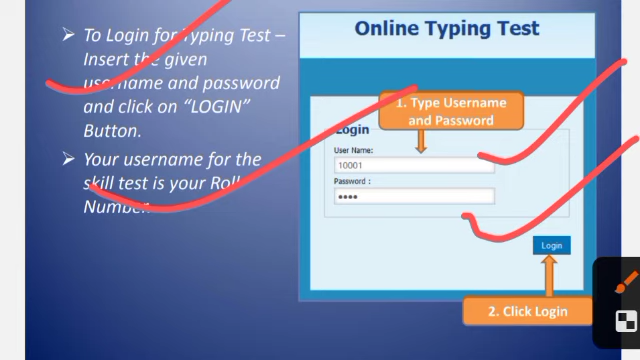 To Login for Typing Test –
Insert the given
username and password
and click on “LOGIN”
Button.
Your username for the
skill test is your Roll
Number.
Online Typing Test
1. Type Username
and Password
Login
User Name:
10001
Password :
Login
2. Click Login